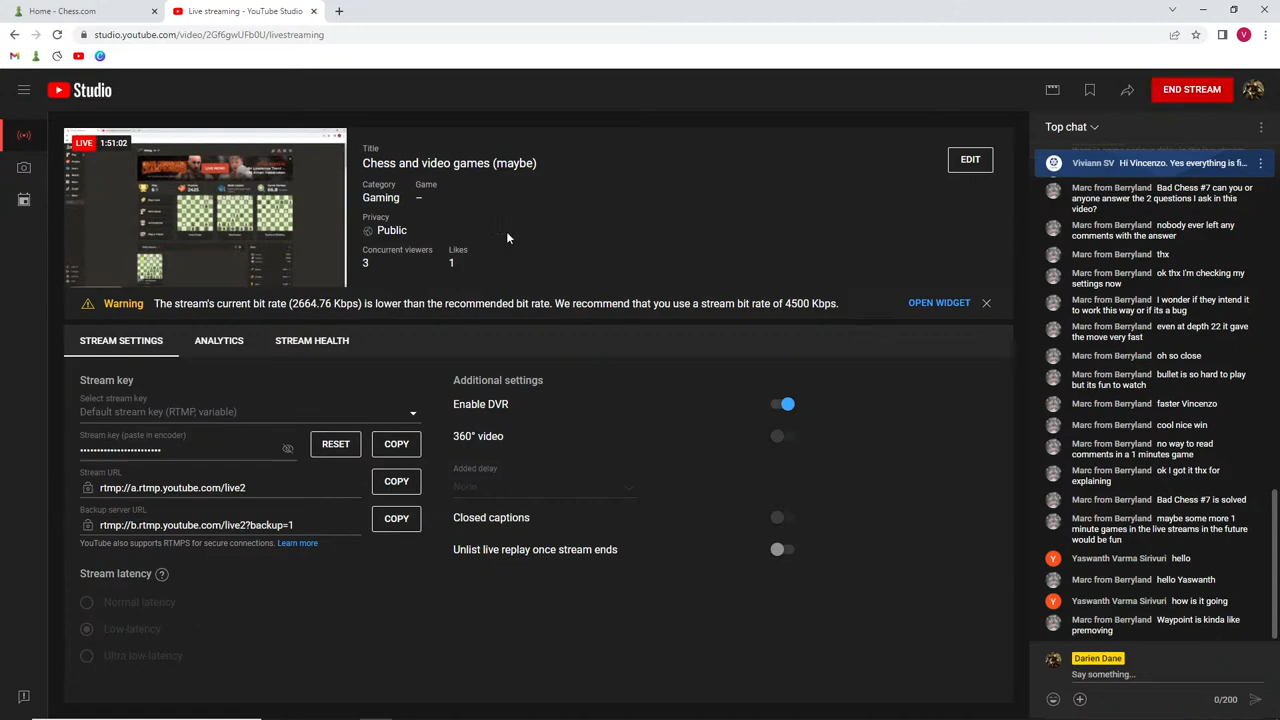 Home - Chess.com
Live streaming - YouTube Studio
studio.youtube.com/video/2Gf6gwUFb0U/livestreaming
V
Studio
END STREAM
LIVE 1:51:02
Title
Chess and video games (maybe)
EDIT
Category Game
Gaming –
Privacy
Public
Concurrent viewers Likes
3 1
Warning The stream's current bit rate (2664.76 Kbps) is lower than the recommended bit rate. We recommend that you use a stream bit rate of 4500 Kbps.
OPEN WIDGET
STREAM SETTINGS ANALYTICS STREAM HEALTH
Stream key
Select stream key
Default stream key (RTMP, variable)
Stream key (paste in encoder)
RESET COPY
Stream URL
rtmp://a.rtmp.youtube.com/live2
COPY
Backup server URL
rtmp://b.rtmp.youtube.com/live2?backup=1
COPY
YouTube also supports RTMPS for secure connections. Learn more
Stream latency
Normal latency
Low-latency
Ultra low-latency
Additional settings
Enable DVR
360° video
Added delay
None
Closed captions
Unlist live replay once stream ends
Top chat
Viviann SV Hi Vincenzo. Yes everything is fi...
Marc from Berryland Bad Chess #7 can you or
anyone answer the 2 questions I ask in this
video?
Marc from Berryland nobody ever left any
comments with the answer
Marc from Berryland thx
Marc from Berryland ok thx I'm checking my
settings now
Marc from Berryland I wonder if they intend it
to work this way or if its a bug
Marc from Berryland even at depth 22 it gave
the move very fast
Marc from Berryland oh so close
Marc from Berryland bullet is so hard to play
but its fun to watch
Marc from Berryland faster Vincenzo
Marc from Berryland cool nice win
Marc from Berryland no way to read
comments in a 1 minutes game
Marc from Berryland ok I got it thx for
explaining
Marc from Berryland Bad Chess #7 is solved
Marc from Berryland maybe some more 1
minute games in the live streams in the future
would be fun
Y Yaswanth Varma Sirivuri hello
Marc from Berryland hello Yaswanth
Y Yaswanth Varma Sirivuri how is it going
Marc from Berryland Waypoint is kinda like
premoving
Darien Dane
Say something...
0/200